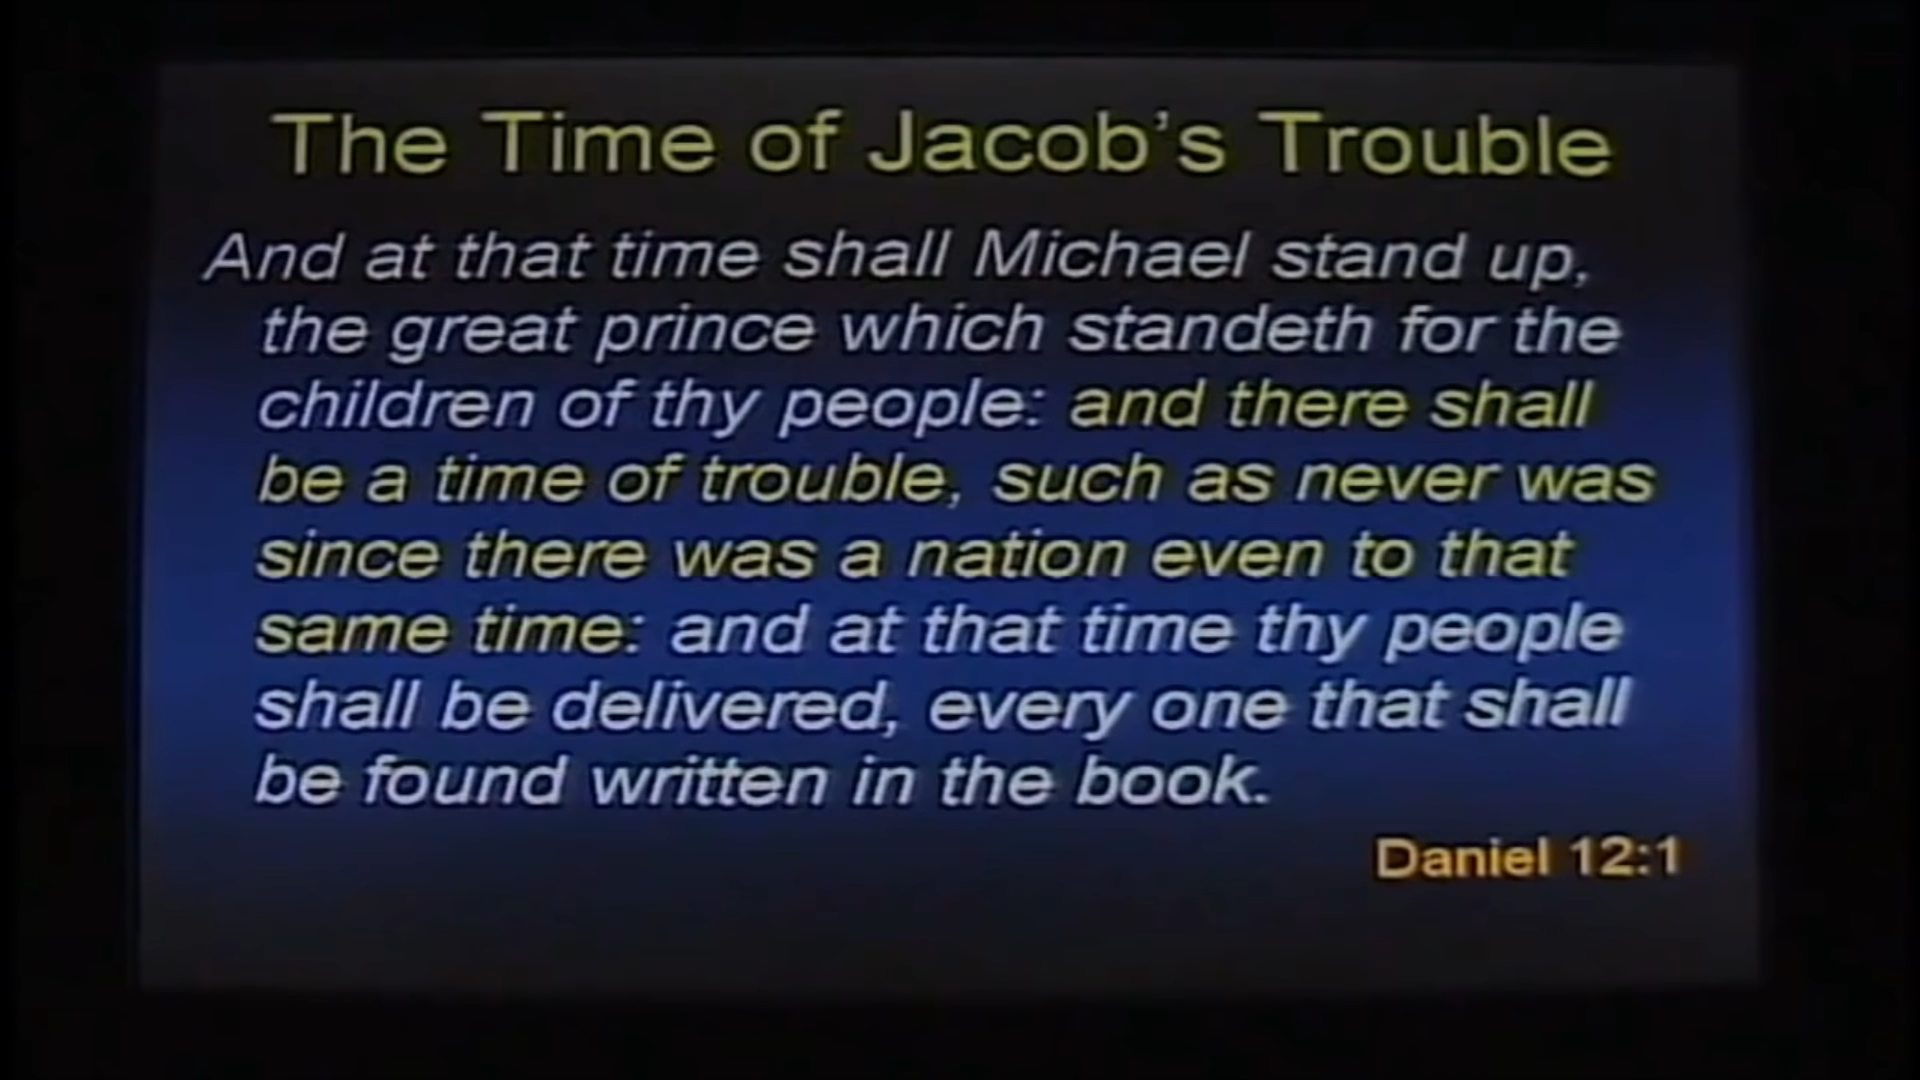 The Time of Jacob's Trouble
And at that time shall Michael stand up,
the great prince which standeth for the
children of thy people: and there shall
be a time of trouble, such as never was
since there was a nation even to that
same time: and at that time thy people
shall be delivered, every one that shall
be found written in the book.
Daniel 12:1